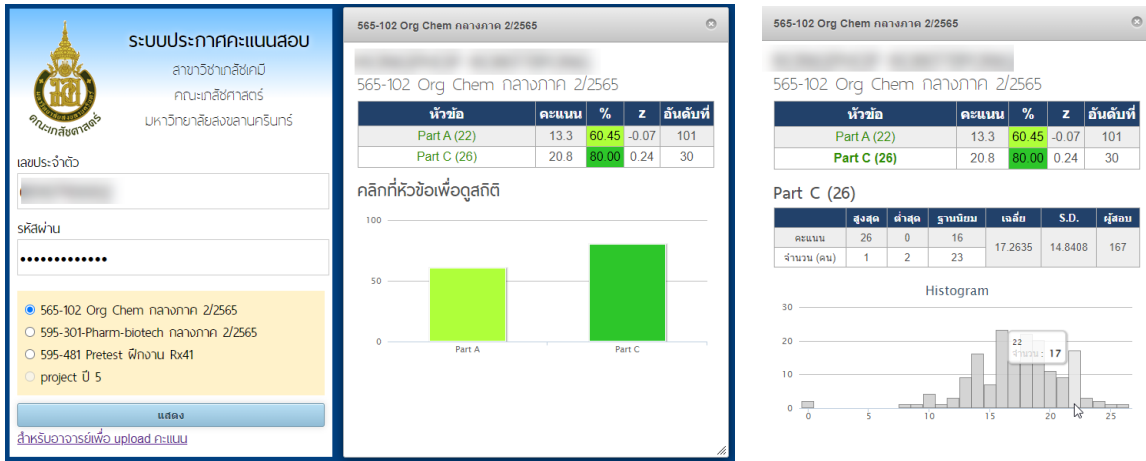 ระบบประกาศคะแนนสอบ
สาขาวิชาเภสัชเคมี
คณะเภสัชศาสตร์
มหาวิทยาลัยสงขลานครินทร์
คณะเภสัชศาสตร์
เลขประจำตัว
รหัสผ่าน
•••••••••••••
565-102 Org Chem กลางภาค 2/2565
595-301-Pharm-biotech กลางภาค 2/2565
595-481 Pretest ฝึกงาน Rx41
project ปี 5
แสดง
สำหรับอาจารย์เพื่อ upload คะแนน
565-102 Org Chem กลางภาค 2/2565
565-102 Org Chem กลางภาค 2/2565
หัวข้อ คะแนน % z อันดับที่
Part A (22) 13.3 60.45 -0.07 101
Part C (26) 20.8 80.00 0.24 30
คลิกที่หัวข้อเพื่อดูสถิติ
100
50
0
Part A Part C
565-102 Org Chem กลางภาค 2/2565
565-102 Org Chem กลางภาค 2/2565
หัวข้อ คะแนน % z อันดับที่
Part A (22) 13.3 60.45 -0.07 101
Part C (26) 20.8 80.00 0.24 30
Part C (26)
สูงสุด ต่ำสุด ฐานนิยม เฉลี่ย S.D. ผู้สอบ
คะแนน 26 0 16 17.2635 14.8408 167
จำนวน (คน) 1 2 23
Histogram
30
20
10
0
22
จำนวน : 17
0 5 10 15 20 25